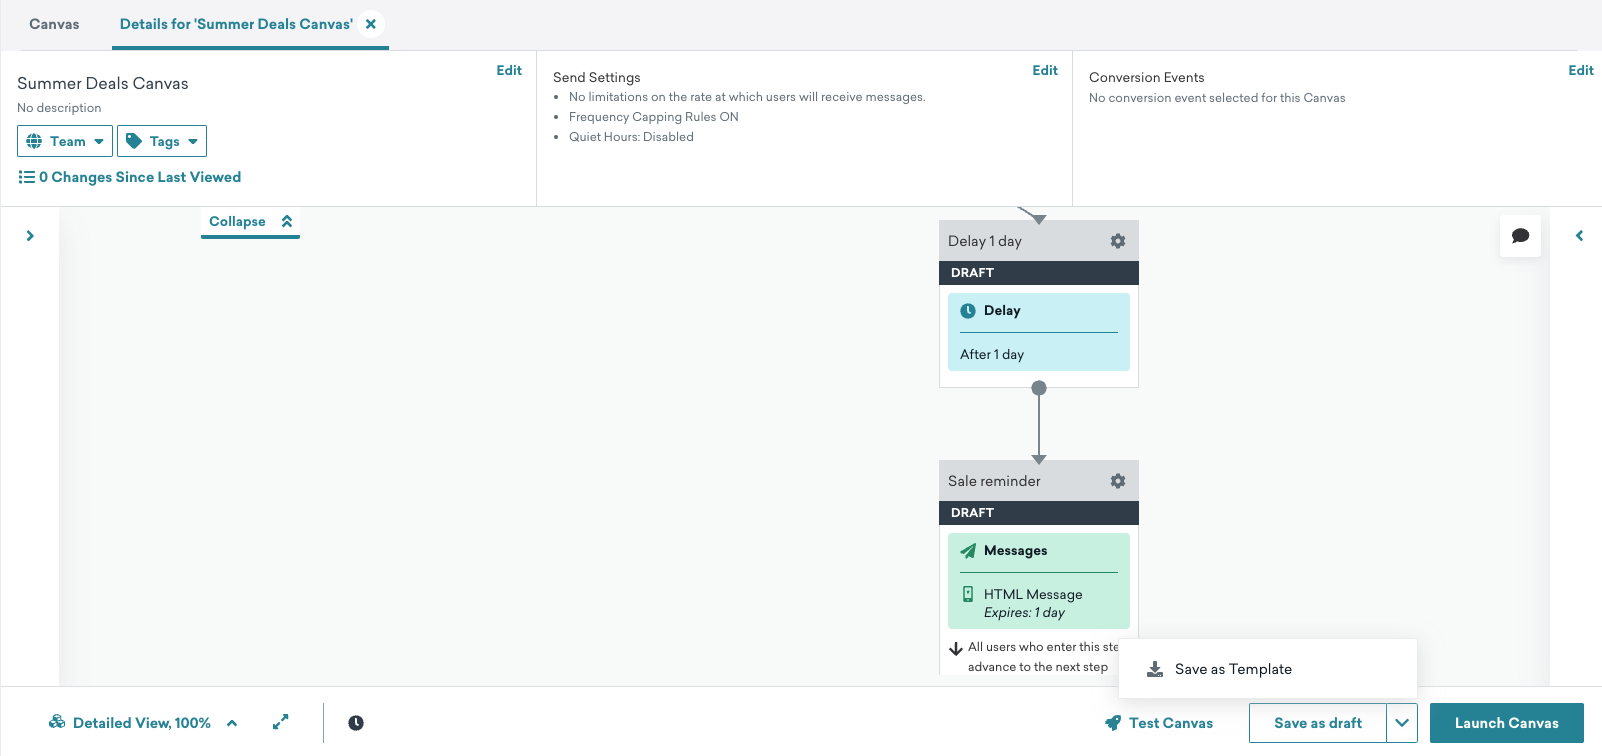 Canvas
Details for 'Summer Deals Canvas'
Edit
Summer Deals Canvas
No description
Team
Tags
0 Changes Since Last Viewed
Edit
Send Settings
• No limitations on the rate at which users will receive messages.
• Frequency Capping Rules ON
• Quiet Hours: Disabled
Edit
Conversion Events
No conversion event selected for this Canvas
Collapse
Delay 1 day
DRAFT
Delay
After 1 day
Sale reminder
DRAFT
Messages
HTML Message
Expires: 1 day
All users who enter this ste
advance to the next step
Save as Template
Detailed View, 100%
Test Canvas
Save as draft
Launch Canvas